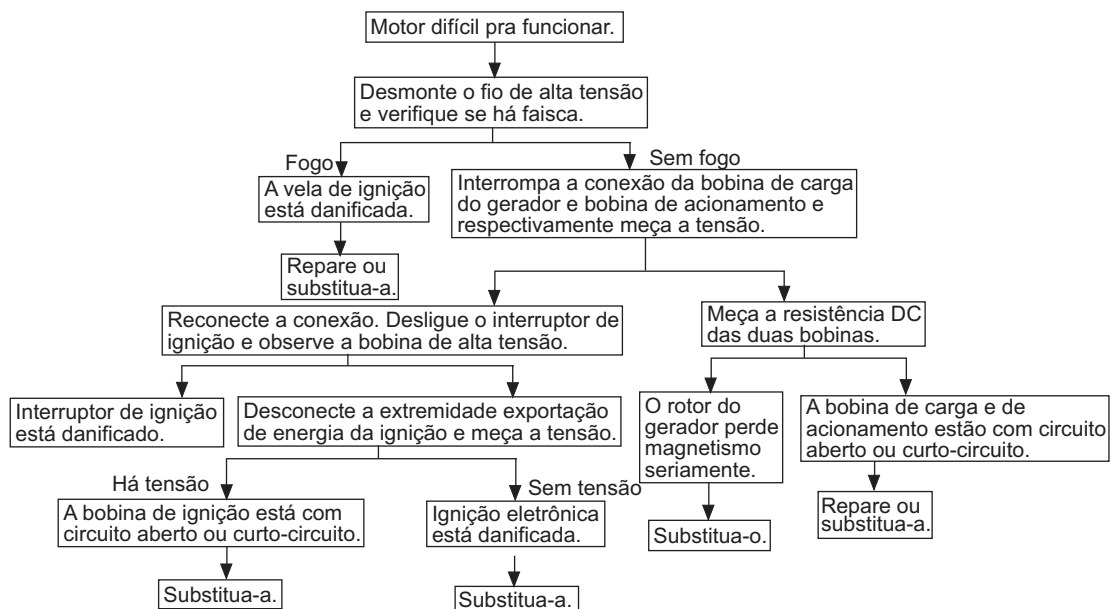 Motor difícil pra funcionar.
Desmonte o fio de alta tensão
e verifique se há faisca.
Fogo
Sem fogo
A vela de ignição
está danificada.
Interrompa a conexão da bobina de carga
do gerador e bobina de acionamento e
respectivamente meça a tensão.
Repare ou
substitua-a.
Reconecte a conexão. Desligue o interruptor de
ignição e observe a bobina de alta tensão.
Meça a resistência DC
das duas bobinas.
Interruptor de ignição
está danificado.
Desconecte a extremidade exportação
de energia da ignição e meça a tensão.
O rotor do
gerador perde
magnetismo
seriamente.
A bobina de carga e de
acionamento estão com circuito
aberto ou curto-circuito.
Há tensão
Sem tensão
A bobina de ignição está com
circuito aberto ou curto-circuito.
Ignição eletrônica
está danificada.
Substitua-o.
Repare ou
substitua-a.
Substitua-a.
Substitua-a.